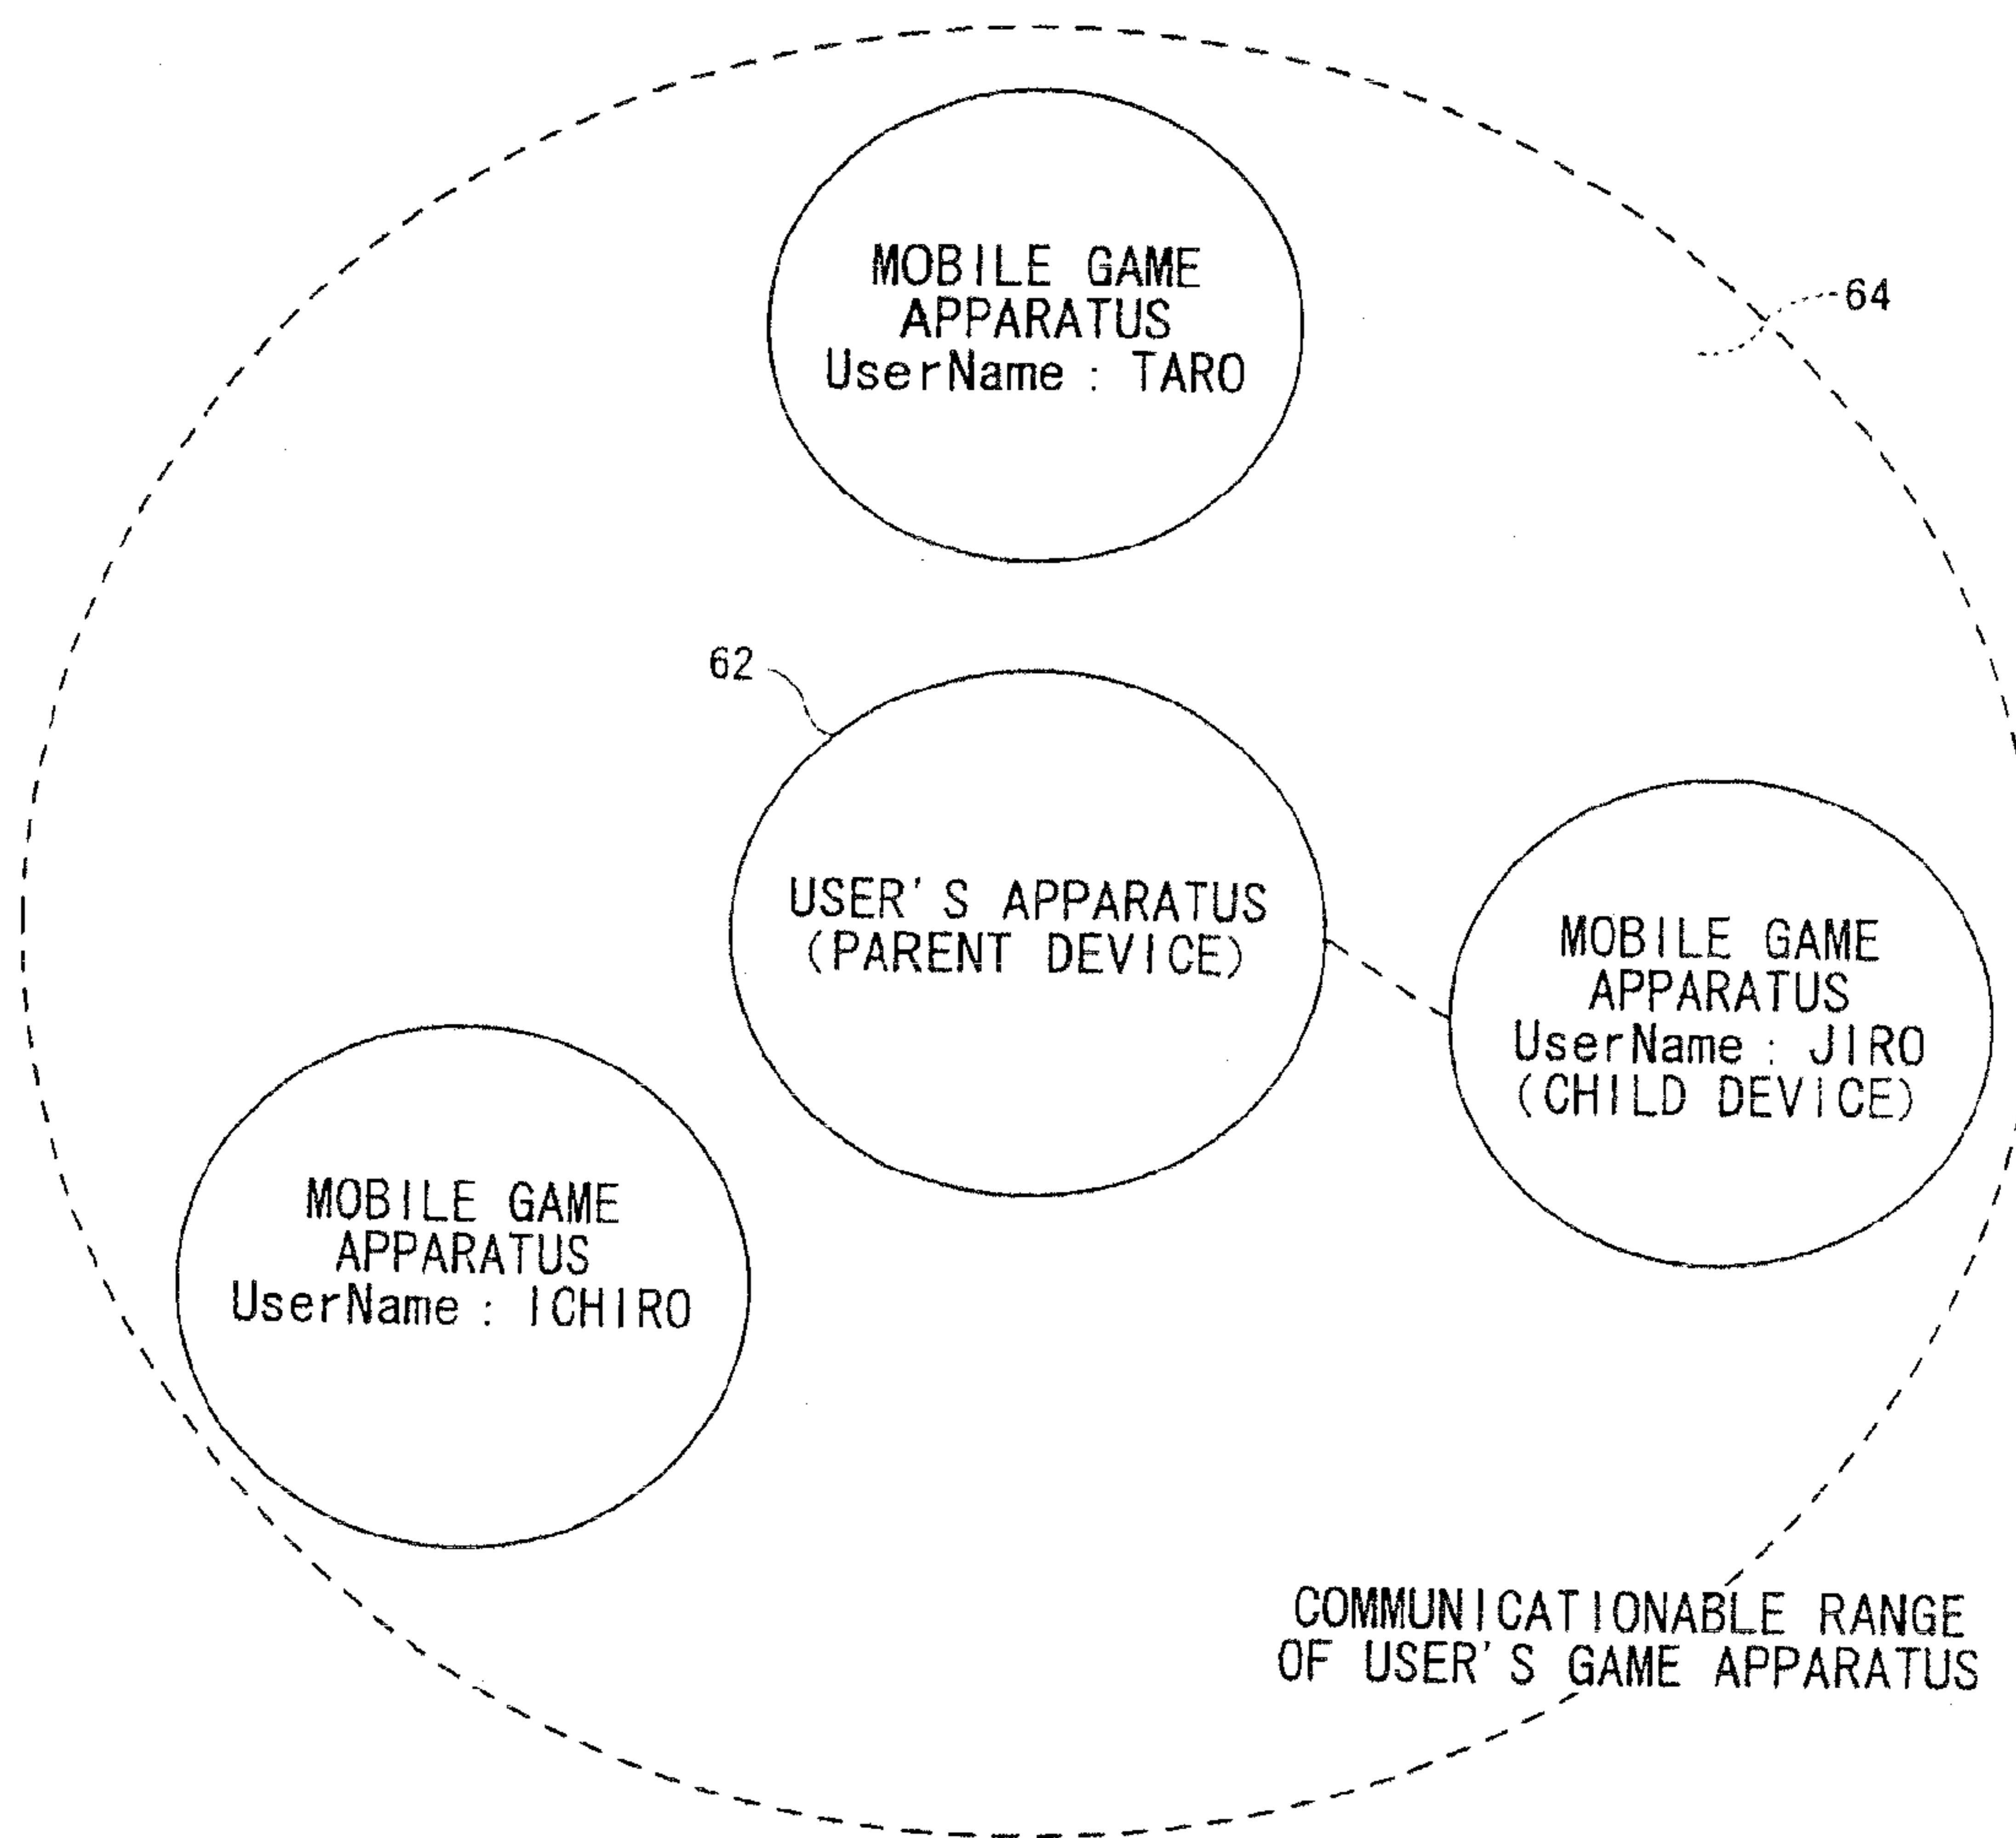 MOBILE GAME
APPARATUS
UserName : TARO
64
62
USER'S APPARATUS
(PARENT DEVICE)
MOBILE GAME
APPARATUS
UserName : JIRO
(CHILD DEVICE)
MOBILE GAME
APPARATUS
UserName : ICHIRO
COMMUNICATIONABLE RANGE
OF USER'S GAME APPARATUS